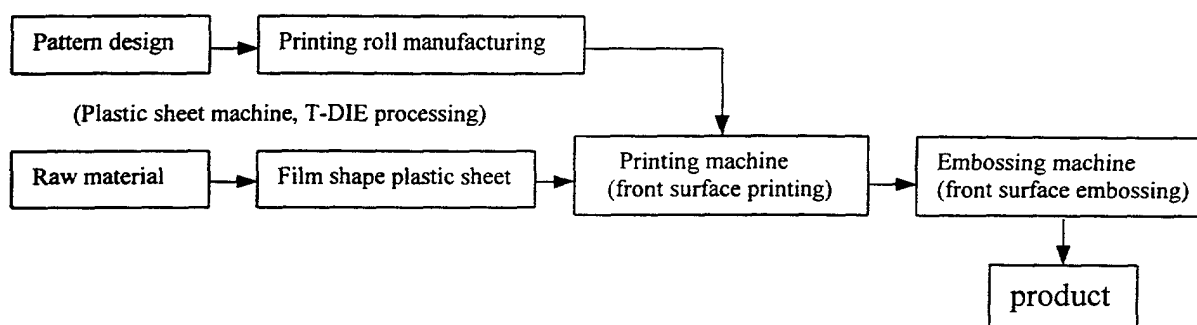 Pattern design
Printing roll manufacturing
(Plastic sheet machine, T-DIE processing)
Raw material
Film shape plastic sheet
Printing machine
(front surface printing)
Embossing machine
(front surface embossing)
product